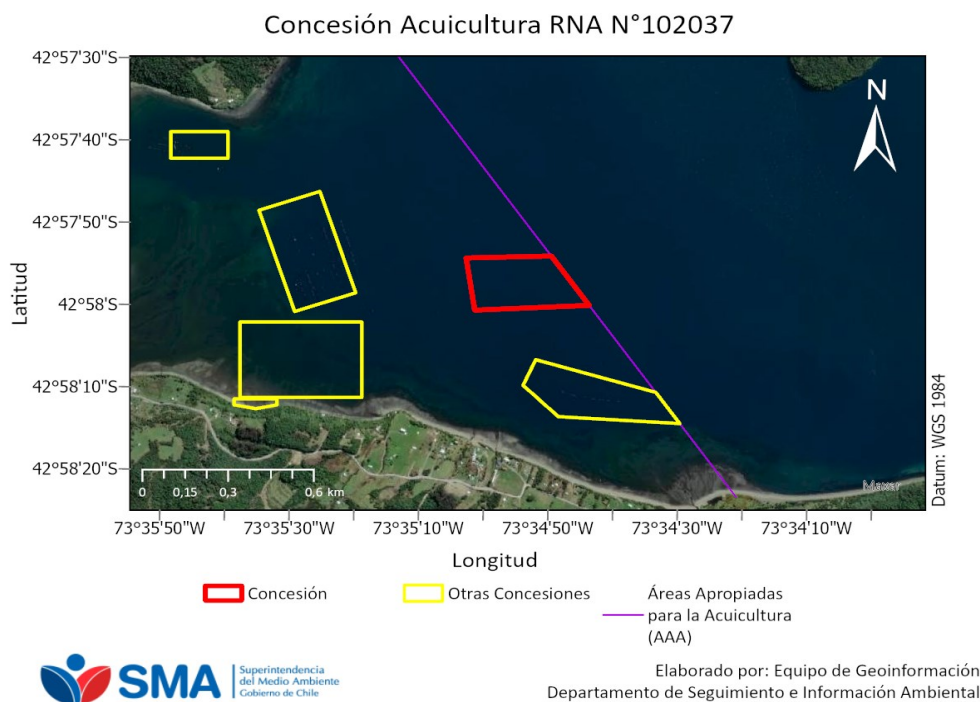 Concesión Acuicultura RNA N°102037
42°57'30"S
42°57'40"S
42°57'50"S
42°58'S
42°58'10"S
42°58'20"S
Latitud
N
Datum: WGS 1984
Maxar
0 0,15 0,3 0,6 km
73°35'50"W 73°35'30"W 73°35'10"W 73°34'50"W 73°34'30"W 73°34'10"W
Longitud
Concesión
Otras Concesiones
Áreas Apropiadas
para la Acuicultura
(AAA)
SMA
Superintendencia
del Medio Ambiente
Gobierno de Chile
Elaborado por: Equipo de Geoinformación
Departamento de Seguimiento e Información Ambiental